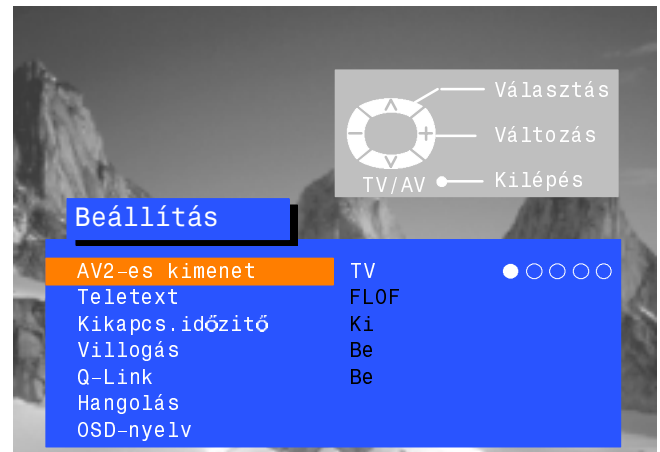 Választás
Változás
TV/AV Kilépés
Beállítás
AV2-es kimenet TV
Teletext FLOF
Kikapcs.időzitő Ki
Villogás Be
Q-Link Be
Hangolás
OSD-nyelv